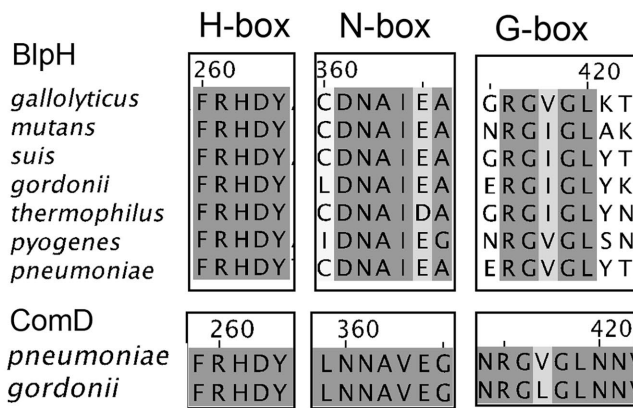 H-box N-box G-box
BlpH
260 360 420
gallolyticus FRHDY CDNAIEA GRGVGLKT
mutans FRHDY CDNAIEA NRGIGLAK
suis FRHDY CDNAIEA GRGIGLYT
gordonii FRHDY LDNAIEA ERGIGLYK
thermophilus FRHDY CDNAIDA GRGIGLYN
pyogenes FRHDY IDNAIEG NRGVGLSN
pneumoniae FRHDY CDNAIEA ERGVGLYT
ComD
260 360 420
pneumoniae FRHDY LNNAVEG NRGVGLNNV
gordonii FRHDY LNNAVEG NRGLGLNNV